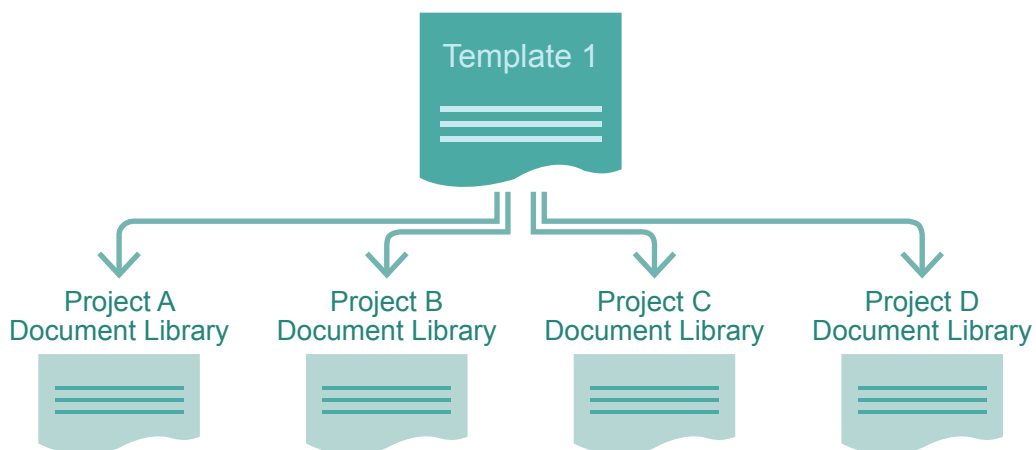 Template 1
Project A
Document Library
Project B
Document Library
Project C
Document Library
Project D
Document Library